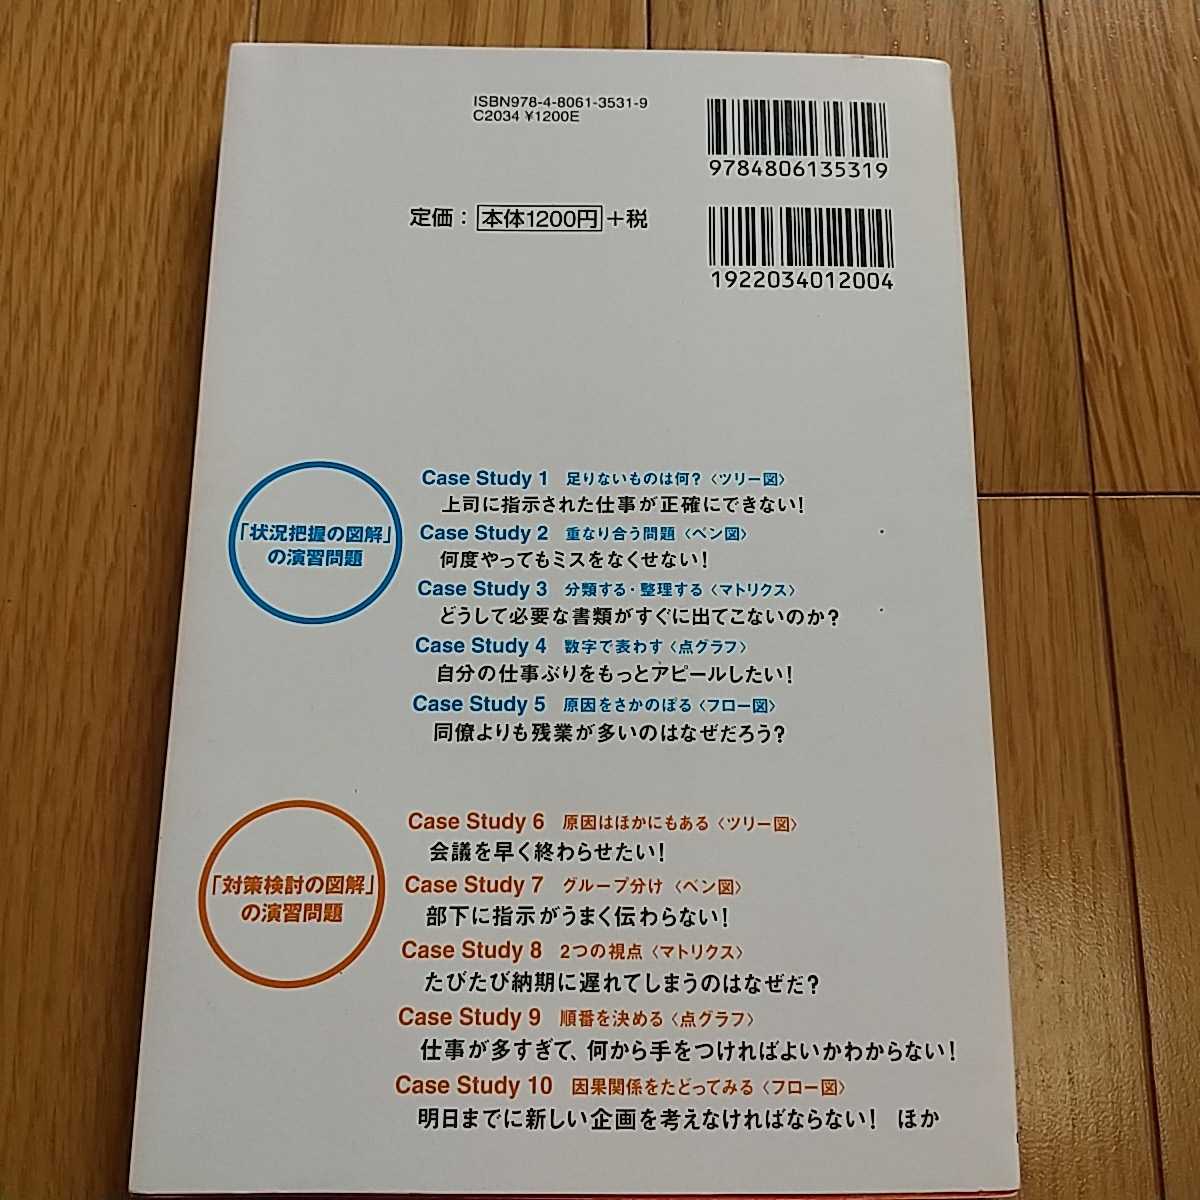 ISBN978-4-8061-3531-9
C2034 ¥1200E
9784806135319
定価：本体1200円＋税
1922034012004
「状況把握の図解」
の演習問題
Case Study 1 足りないものは何？〈ツリー図〉
上司に指示された仕事が正確にできない！
Case Study 2 重なり合う問題〈ベン図〉
何度やってもミスをなくせない！
Case Study 3 分類する・整理する〈マトリクス〉
どうして必要な書類がすぐに出てこないのか？
Case Study 4 数字で表わす〈点グラフ〉
自分の仕事ぶりをもっとアピールしたい！
Case Study 5 原因をさかのぼる〈フロー図〉
同僚よりも残業が多いのはなぜだろう？
「対策検討の図解」
の演習問題
Case Study 6 原因はほかにもある〈ツリー図〉
会議を早く終わらせたい！
Case Study 7 グループ分け〈ベン図〉
部下に指示がうまく伝わらない！
Case Study 8 2つの視点〈マトリクス〉
たびたび納期に遅れてしまうのはなぜだ？
Case Study 9 順番を決める〈点グラフ〉
仕事が多すぎて、何から手をつければよいかわからない！
Case Study 10 因果関係をたどってみる〈フロー図〉
明日までに新しい企画を考えなければならない！ ほか